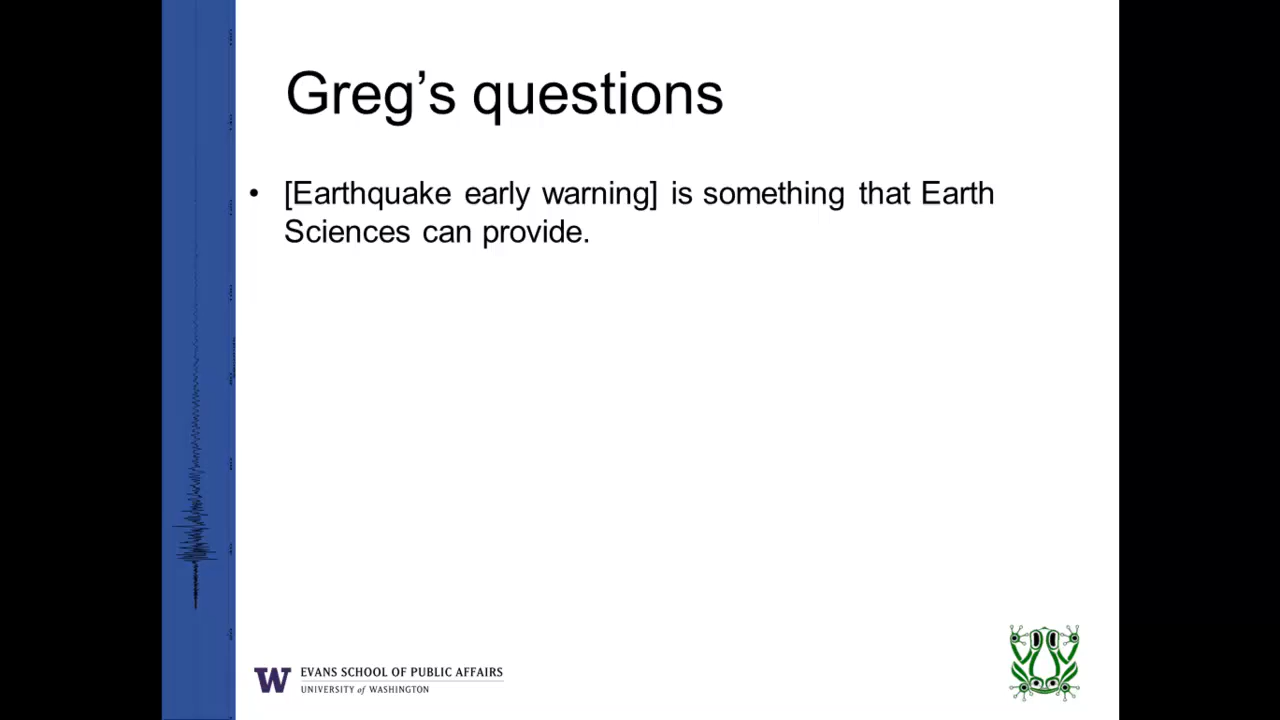 Greg's questions
• [Earthquake early warning] is something that Earth
Sciences can provide.
W EVANS SCHOOL OF PUBLIC AFFAIRS
UNIVERSITY of WASHINGTON